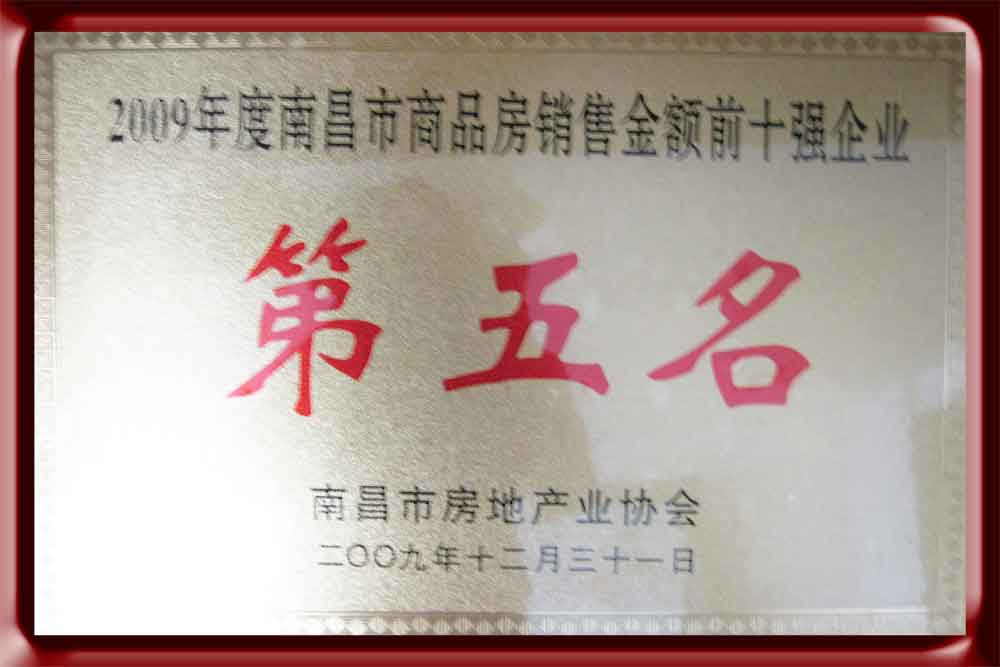 2009年度南昌市商品房销售金额前十强企业
第五名
南昌市房地产业协会
二〇〇九年十二月三十一日